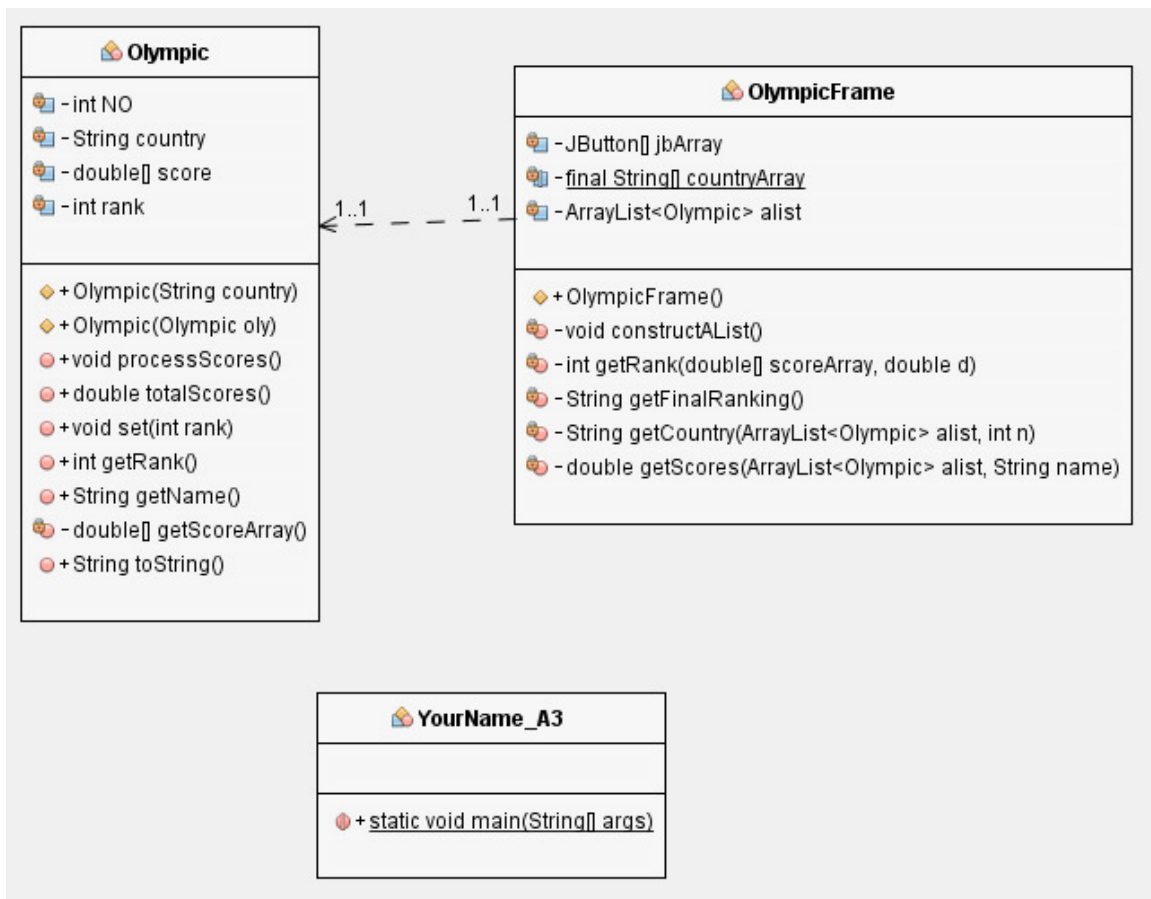 Olympic
- int NO
- String country
- double[] score
- int rank
+ Olympic(String country)
+ Olympic(Olympic oly)
+ void processScores()
+ double totalScores()
+ void set(int rank)
+ int getRank()
+ String getName()
- double[] getScoreArray()
+ String toString()
1..1
1..1
OlympicFrame
- JButton[] jbArray
- final String[] countryArray
- ArrayList<Olympic> alist
+ OlympicFrame()
- void constructAList()
- int getRank(double[] scoreArray, double d)
- String getFinalRanking()
- String getCountry(ArrayList<Olympic> alist, int n)
- double getScores(ArrayList<Olympic> alist, String name)
YourName_A3
+ static void main(String[] args)